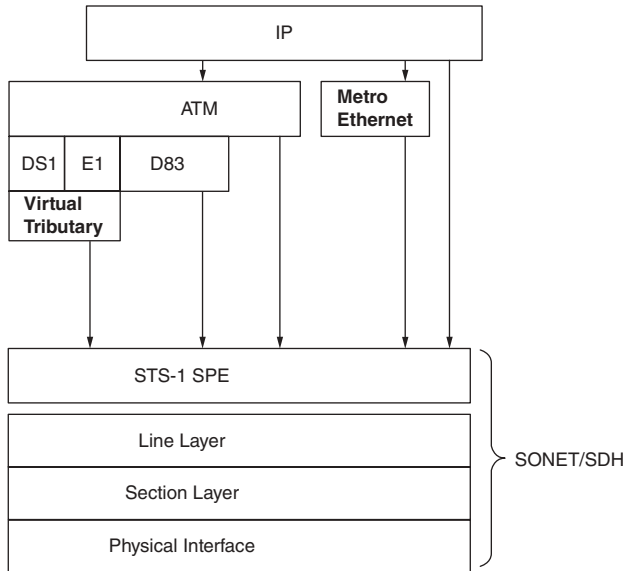 IP
ATM
Metro
Ethernet
DS1
E1
D83
Virtual
Tributary
STS-1 SPE
Line Layer
Section Layer
Physical Interface
SONET/SDH